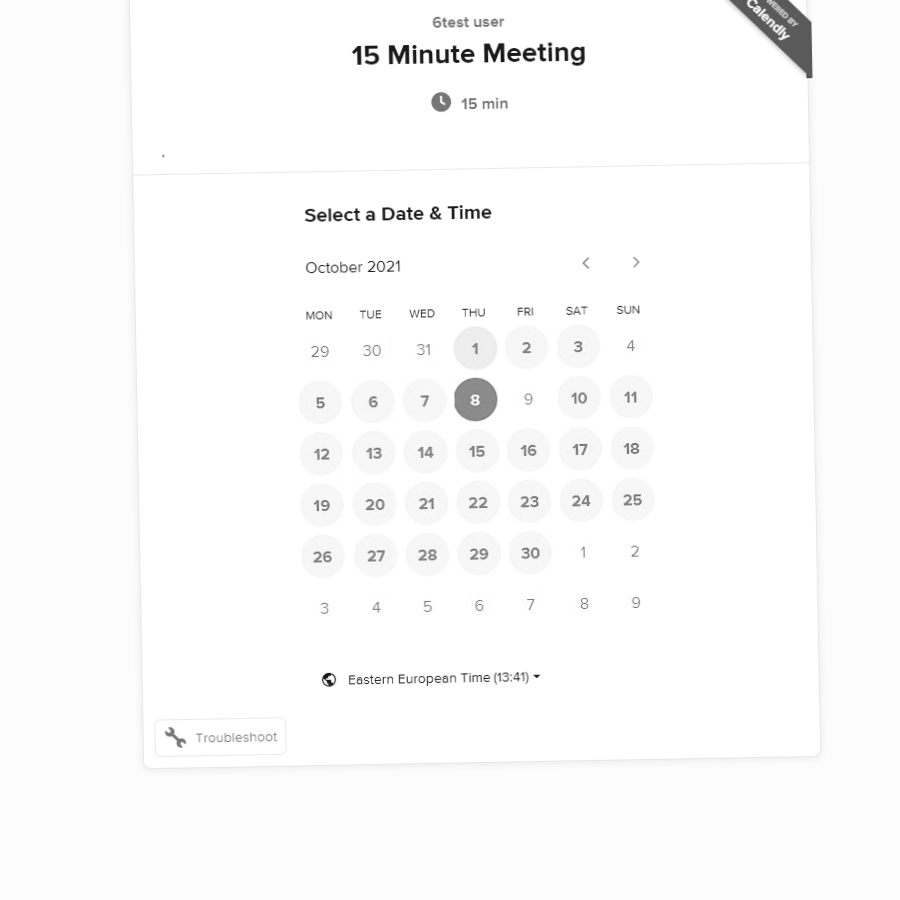 6test user
15 Minute Meeting
15 min
Calendly
Select a Date & Time
October 2021
MON TUE WED THU FRI SAT SUN
29 30 31 1 2 3 4
5 6 7 8 9 10 11
12 13 14 15 16 17 18
19 20 21 22 23 24 25
26 27 28 29 30 1 2
3 4 5 6 7 8 9
Eastern European Time (13:41)
Troubleshoot